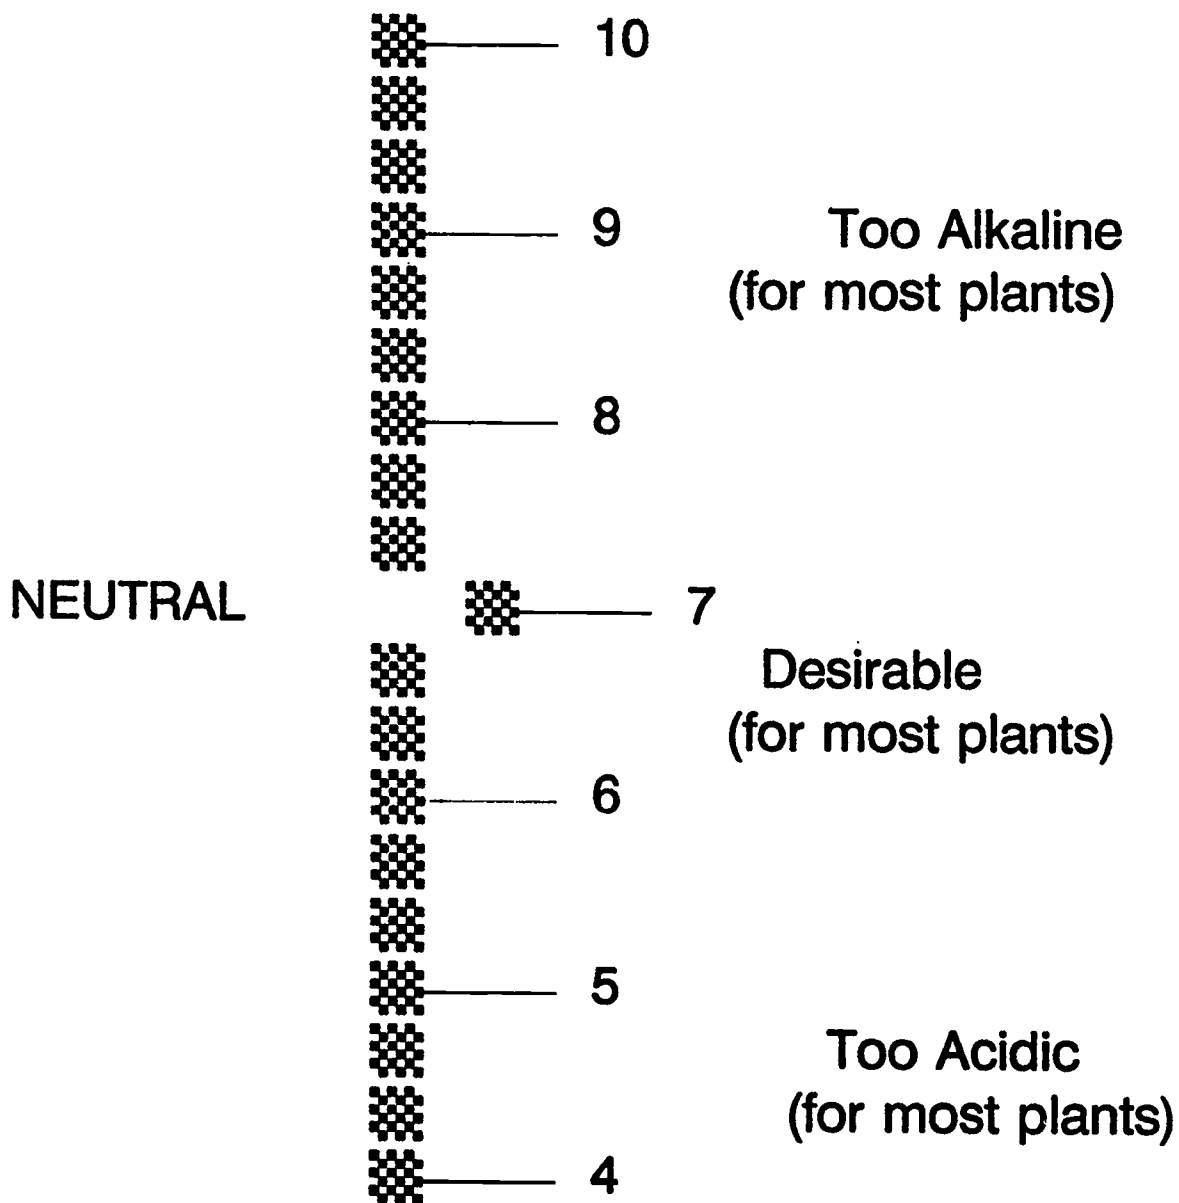 10
9
Too Alkaline
(for most plants)
8
NEUTRAL
7
Desirable
(for most plants)
6
5
Too Acidic
(for most plants)
4